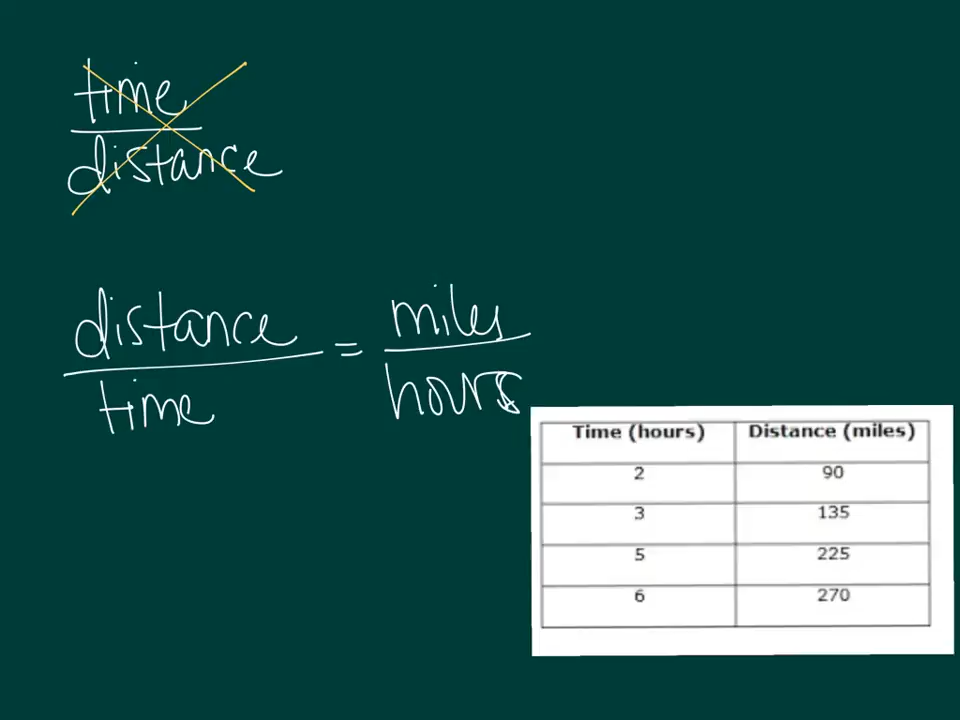 time
distance
distance = miles
time hours
Time (hours) Distance (miles)
2 90
3 135
5 225
6 270